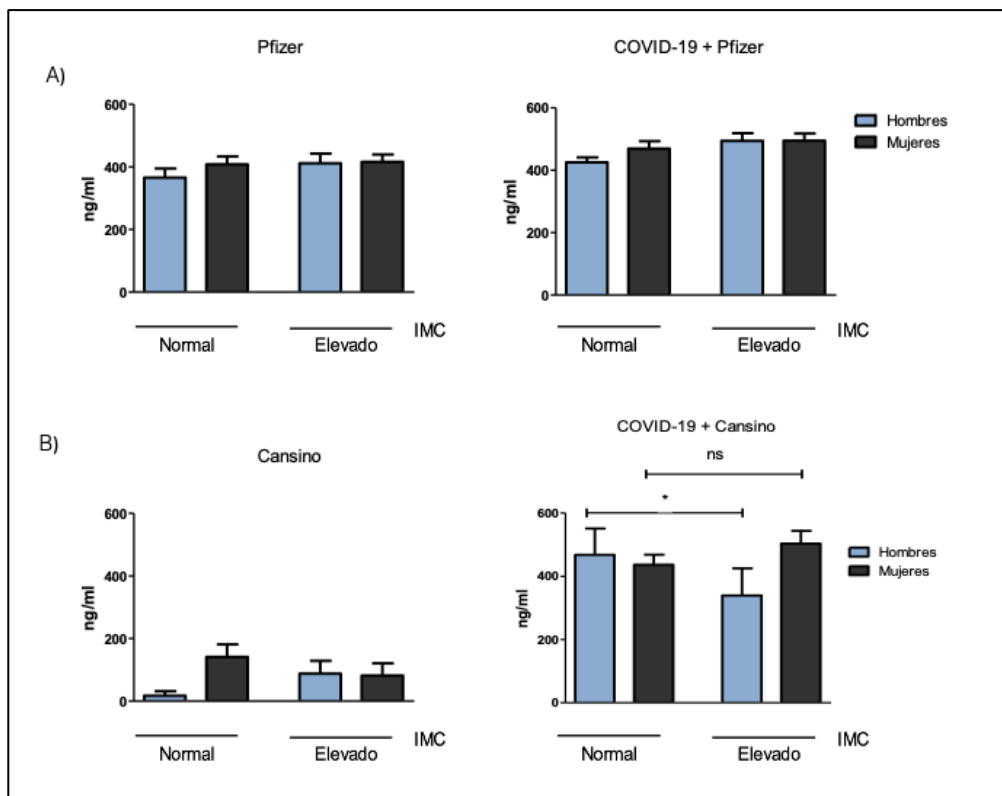 A)
Pfizer
ng/ml
600
400
200
0
Normal
Elevado
IMC
COVID-19 + Pfizer
ng/ml
600
400
200
0
Normal
Elevado
IMC
Hombres
Mujeres
B)
Cansino
ng/ml
600
400
200
0
Normal
Elevado
IMC
COVID-19 + Cansino
ns
*
ng/ml
600
400
200
0
Normal
Elevado
IMC
Hombres
Mujeres